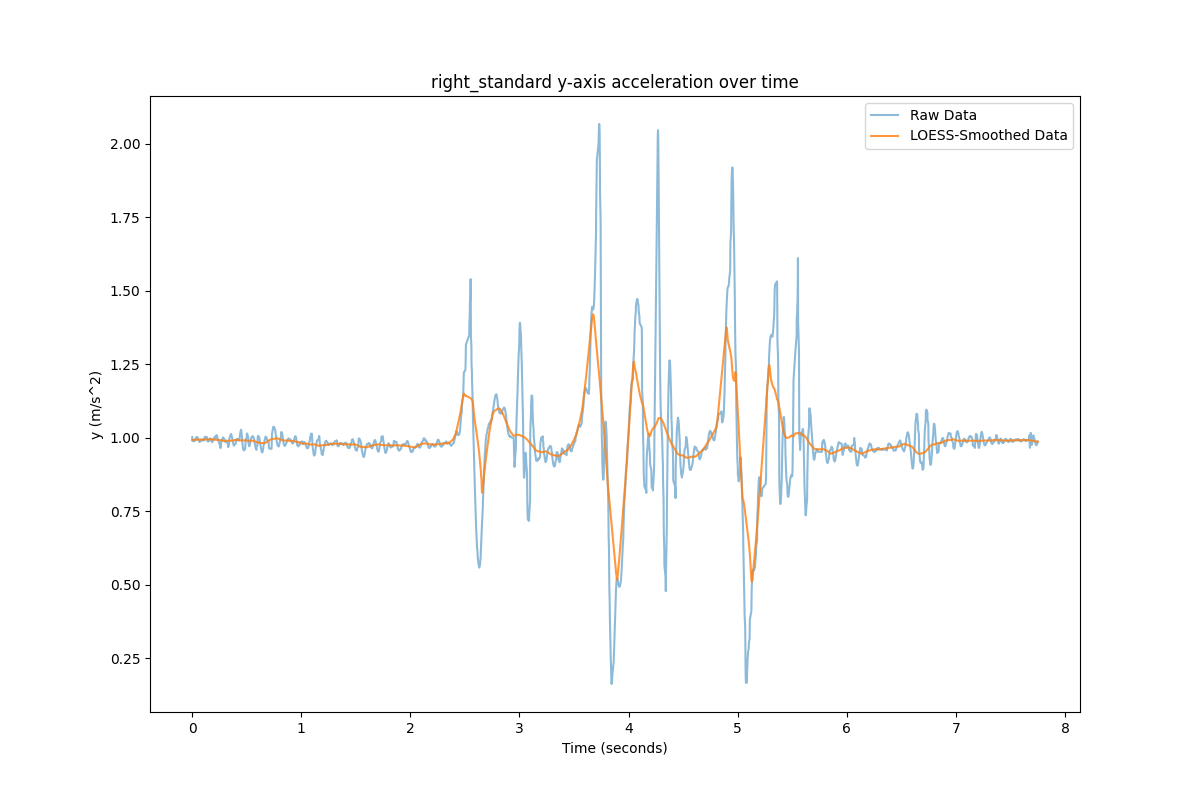 right_standard y-axis acceleration over time
Raw Data
LOESS-Smoothed Data
y (m/s^2)
2.00
1.75
1.50
1.25
1.00
0.75
0.50
0.25
0 1 2 3 4 5 6 7 8
Time (seconds)